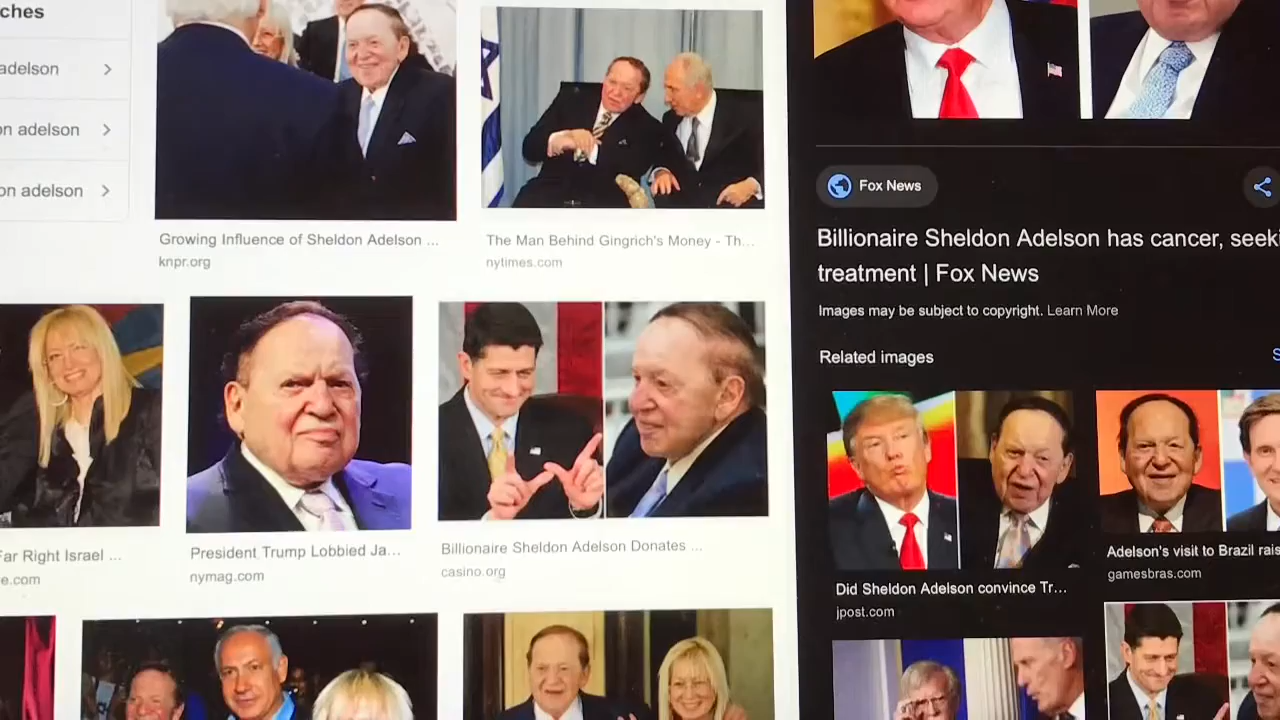 ches
adelson
on adelson
on adelson
Growing Influence of Sheldon Adelson ...
knpr.org
The Man Behind Gingrich's Money - Th...
nytimes.com
Far Right Israel ...
e.com
President Trump Lobbied Ja...
nymag.com
Billionaire Sheldon Adelson Donates ...
casino.org
Fox News
Billionaire Sheldon Adelson has cancer, seeki
treatment | Fox News
Images may be subject to copyright. Learn More
Related images
S
Did Sheldon Adelson convince Tr...
jpost.com
Adelson's visit to Brazil rais
gamesbras.com